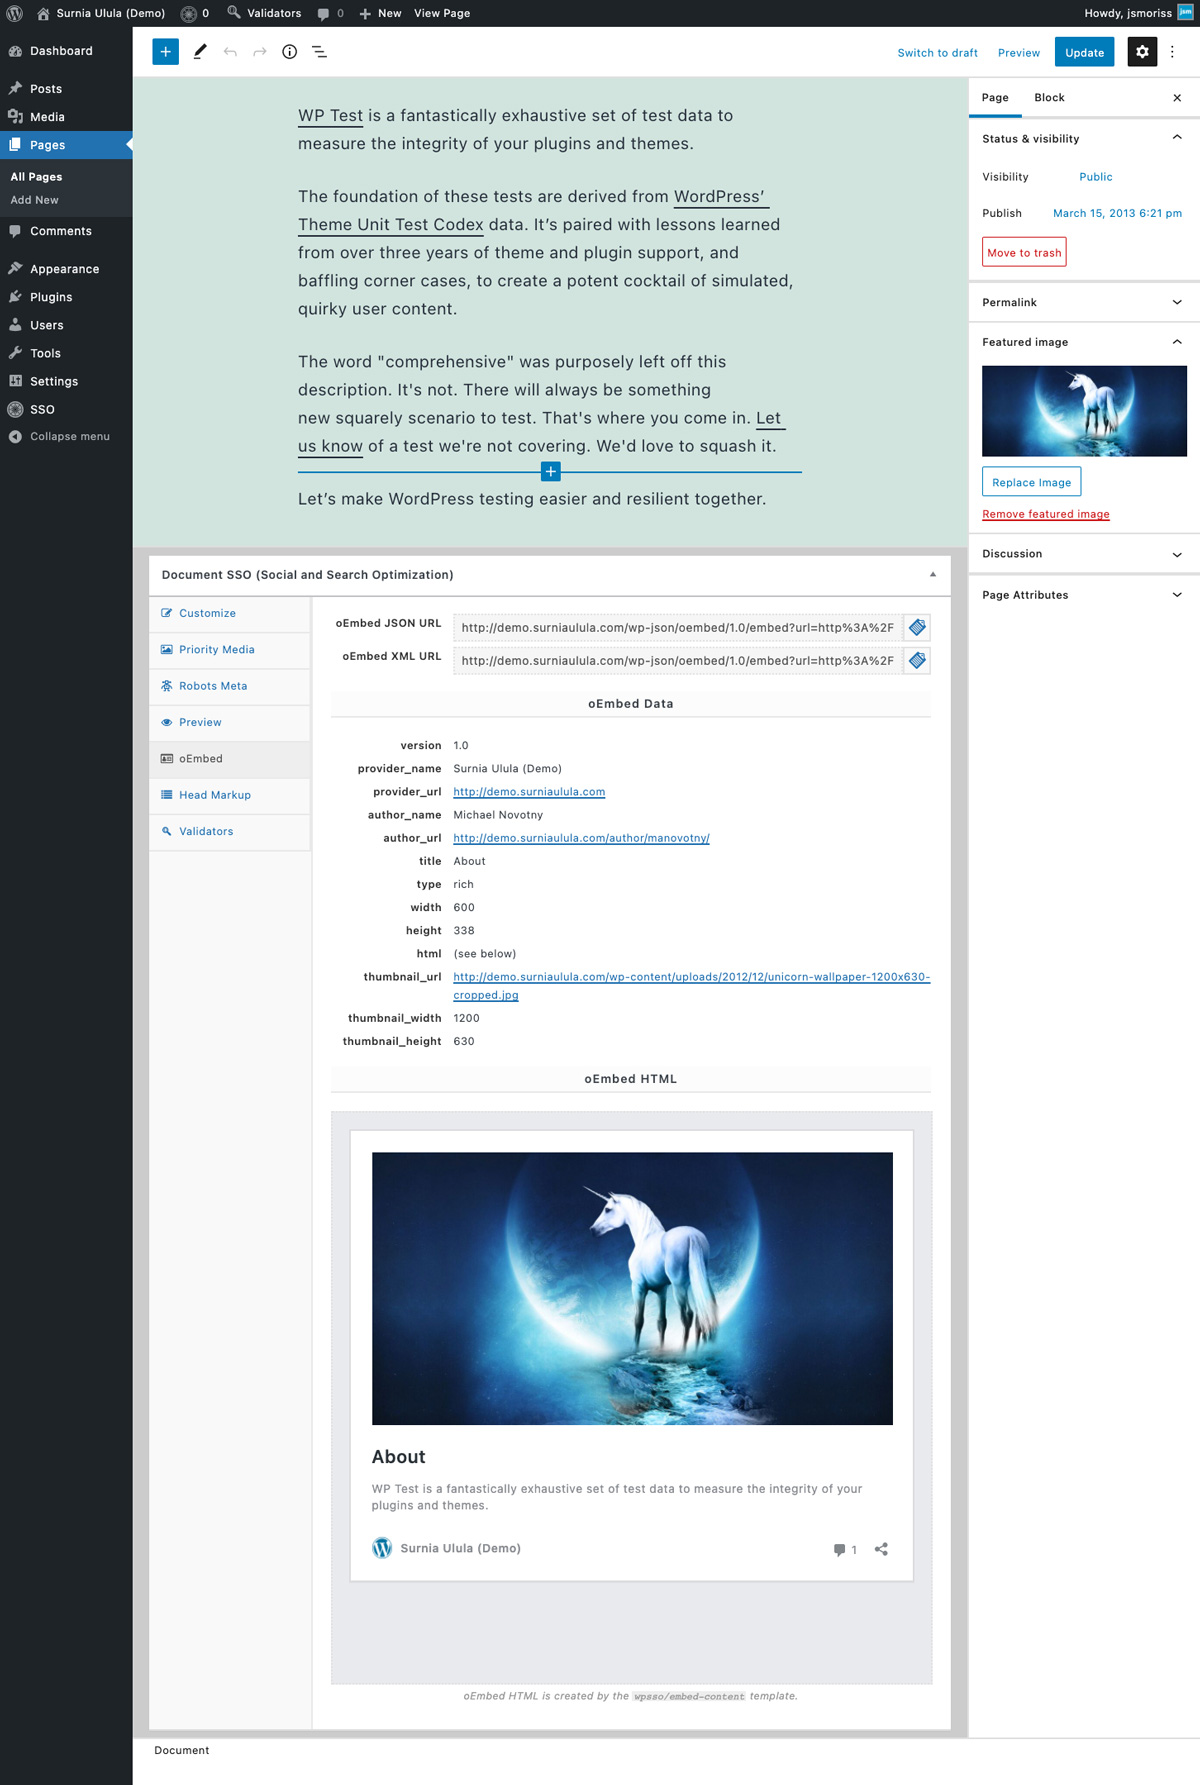 Surnia Ulula (Demo) 0 Validators 0 New View Page Howdy, jsmoriss jsm
Dashboard
Posts
Media
Pages
All Pages
Add New
Comments
Appearance
Plugins
Users
Tools
Settings
SSO
Collapse menu
Switch to draft Preview Update
WP Test is a fantastically exhaustive set of test data to
measure the integrity of your plugins and themes.
The foundation of these tests are derived from WordPress’
Theme Unit Test Codex data. It’s paired with lessons learned
from over three years of theme and plugin support, and
baffling corner cases, to create a potent cocktail of simulated,
quirky user content.
The word "comprehensive" was purposely left off this
description. It's not. There will always be something
new squarely scenario to test. That's where you come in. Let
us know of a test we're not covering. We'd love to squash it.
Let’s make WordPress testing easier and resilient together.
Page Block
Status & visibility
Visibility Public
Publish March 15, 2013 6:21 pm
Move to trash
Permalink
Featured image
Replace Image
Remove featured image
Discussion
Page Attributes
Document SSO (Social and Search Optimization)
Customize
Priority Media
Robots Meta
Preview
oEmbed
Head Markup
Validators
oEmbed JSON URL http://demo.surniaulula.com/wp-json/oembed/1.0/embed?url=http%3A%2F
oEmbed XML URL http://demo.surniaulula.com/wp-json/oembed/1.0/embed?url=http%3A%2F
oEmbed Data
version 1.0
provider_name Surnia Ulula (Demo)
provider_url http://demo.surniaulula.com
author_name Michael Novotny
author_url http://demo.surniaulula.com/author/manovotny/
title About
type rich
width 600
height 338
html (see below)
thumbnail_url http://demo.surniaulula.com/wp-content/uploads/2012/12/unicorn-wallpaper-1200x630-
cropped.jpg
thumbnail_width 1200
thumbnail_height 630
oEmbed HTML
About
WP Test is a fantastically exhaustive set of test data to measure the integrity of your
plugins and themes.
Surnia Ulula (Demo) 1
oEmbed HTML is created by the wpsso/embed-content template.
Document